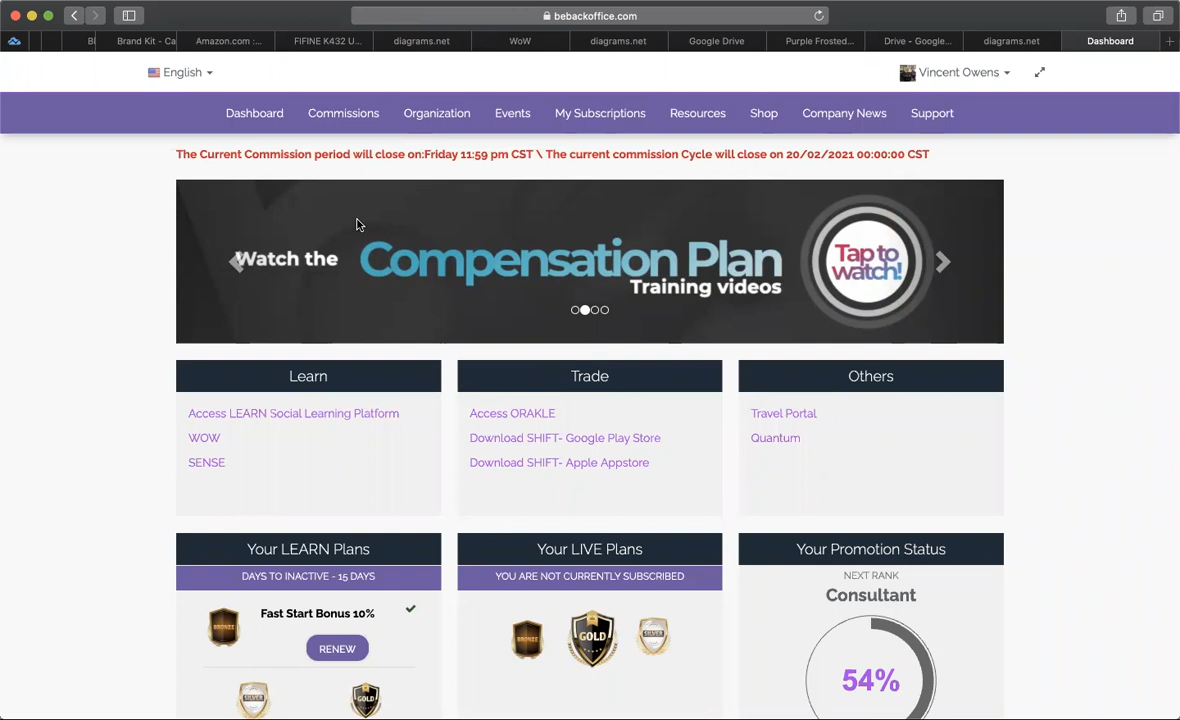 bebackoffice.com
Brand Kit - Ca
Amazon.com :...
FIFINE K432 U...
diagrams.net
WoW
diagrams.net
Google Drive
Purple Frosted...
Drive - Google...
diagrams.net
Dashboard
English
Vincent Owens
Dashboard Commissions Organization Events My Subscriptions Resources Shop Company News Support
The Current Commission period will close on:Friday 11:59 pm CST \ The current commission Cycle will close on 20/02/2021 00:00:00 CST
Watch the Compensation Plan
Training videos
Tap to
watch!
Learn
Access LEARN Social Learning Platform
WOW
SENSE
Trade
Access ORAKLE
Download SHIFT- Google Play Store
Download SHIFT- Apple Appstore
Others
Travel Portal
Quantum
Your LEARN Plans
DAYS TO INACTIVE - 15 DAYS
BRONZE
Fast Start Bonus 10%
RENEW
SILVER
GOLD
Your LIVE Plans
YOU ARE NOT CURRENTLY SUBSCRIBED
BRONZE
GOLD
SILVER
Your Promotion Status
NEXT RANK
Consultant
54%